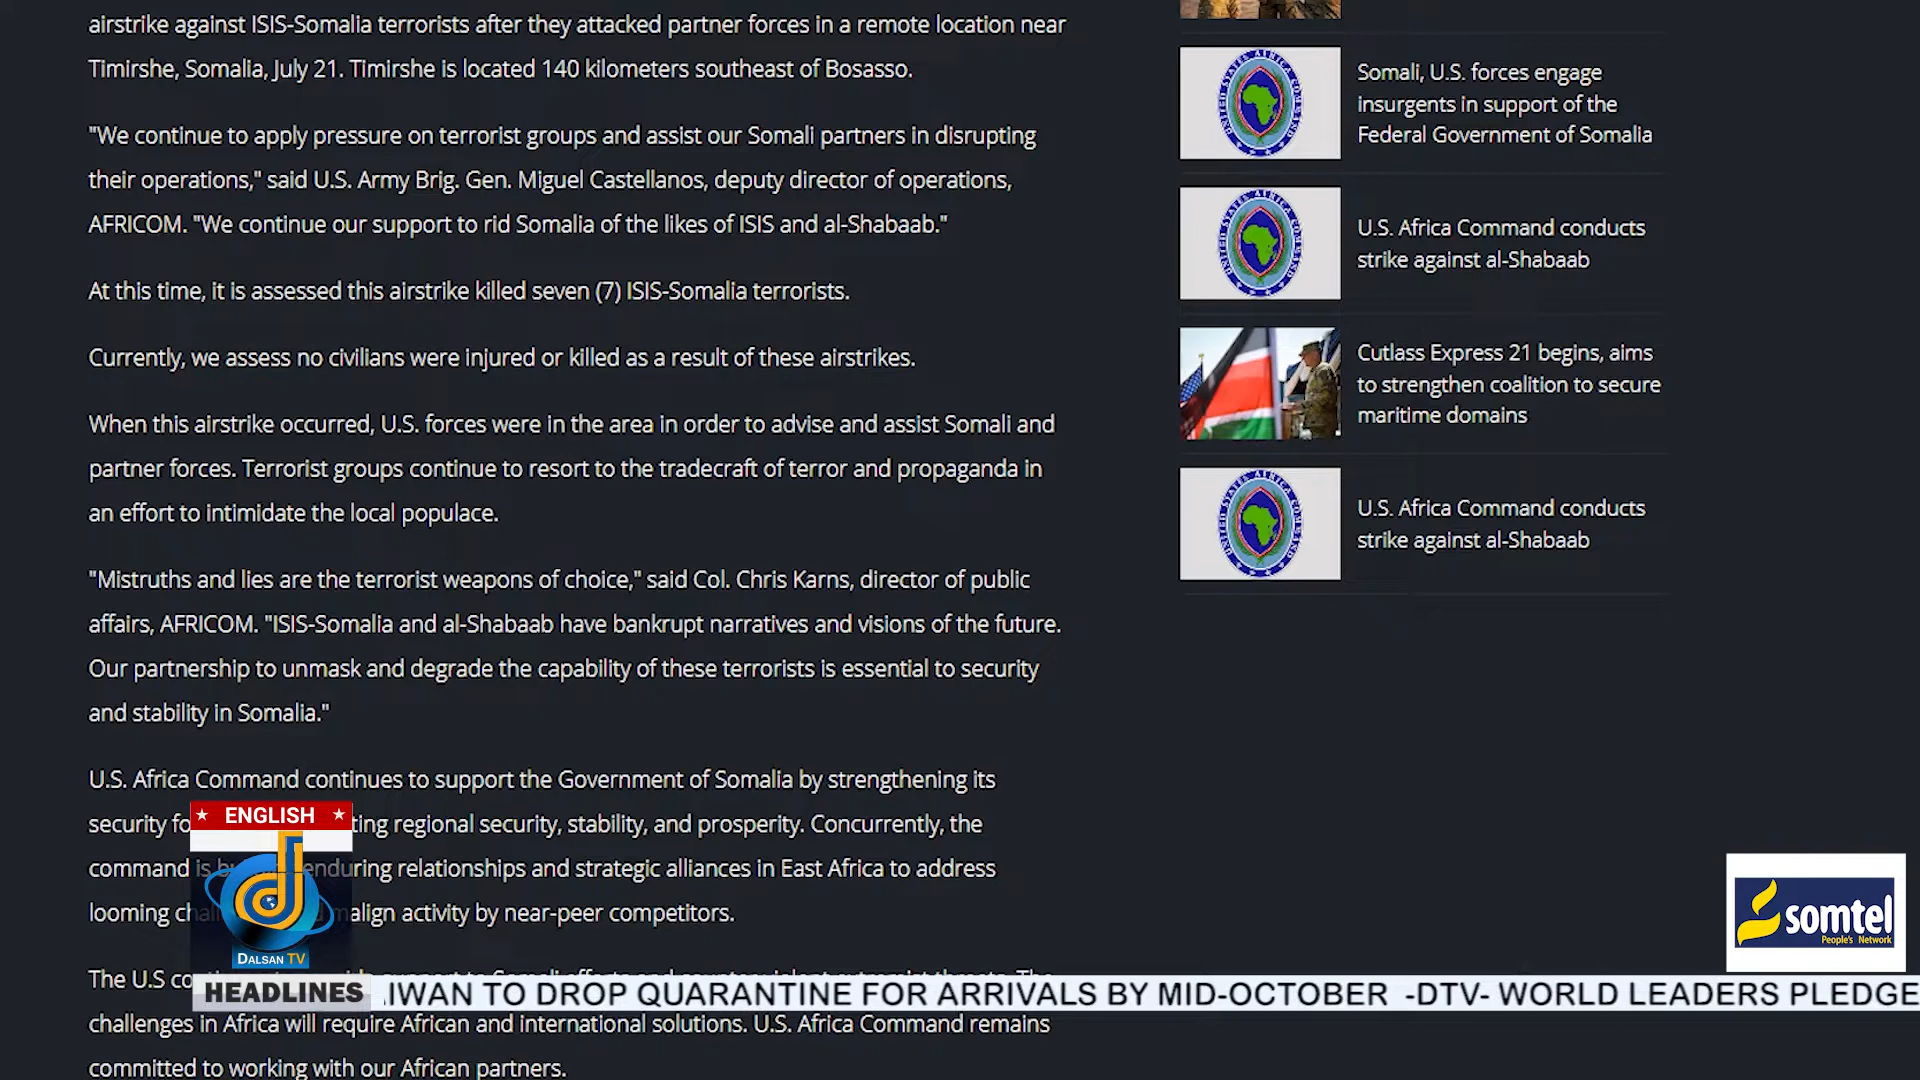 airstrike against ISIS-Somalia terrorists after they attacked partner forces in a remote location near
Timirshe, Somalia, July 21. Timirshe is located 140 kilometers southeast of Bosasso.
"We continue to apply pressure on terrorist groups and assist our Somali partners in disrupting
their operations," said U.S. Army Brig. Gen. Miguel Castellanos, deputy director of operations,
AFRICOM. "We continue our support to rid Somalia of the likes of ISIS and al-Shabaab."
At this time, it is assessed this airstrike killed seven (7) ISIS-Somalia terrorists.
Currently, we assess no civilians were injured or killed as a result of these airstrikes.
When this airstrike occurred, U.S. forces were in the area in order to advise and assist Somali and
partner forces. Terrorist groups continue to resort to the tradecraft of terror and propaganda in
an effort to intimidate the local populace.
"Mistruths and lies are the terrorist weapons of choice," said Col. Chris Karns, director of public
affairs, AFRICOM. "ISIS-Somalia and al-Shabaab have bankrupt narratives and visions of the future.
Our partnership to unmask and degrade the capability of these terrorists is essential to security
and stability in Somalia."
U.S. Africa Command continues to support the Government of Somalia by strengthening its
security fo ting regional security, stability, and prosperity. Concurrently, the
command is enduring relationships and strategic alliances in East Africa to address
looming malign activity by near-peer competitors.
The U.S
challenges in Africa will require African and international solutions. U.S. Africa Command remains
committed to working with our African partners.
Somali, U.S. forces engage
insurgents in support of the
Federal Government of Somalia
U.S. Africa Command conducts
strike against al-Shabaab
Cutlass Express 21 begins, aims
to strengthen coalition to secure
maritime domains
U.S. Africa Command conducts
strike against al-Shabaab
UNITED STATES AFRICA COMMAND
UNITED STATES AFRICA COMMAND
UNITED STATES AFRICA COMMAND
ENGLISH
DALSAN TV
somtel
People's Network
HEADLINES
IWAN TO DROP QUARANTINE FOR ARRIVALS BY MID-OCTOBER -DTV- WORLD LEADERS PLEDGE